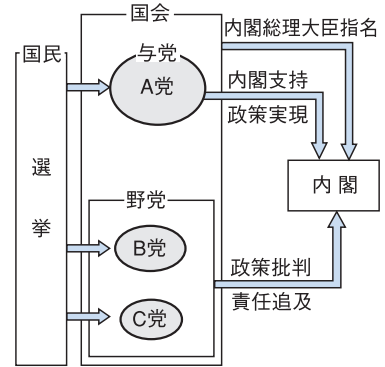 国会
国民
与党
A党
内閣総理大臣指名
内閣支持
政策実現
選
挙
内閣
野党
B党
C党
政策批判
責任追及